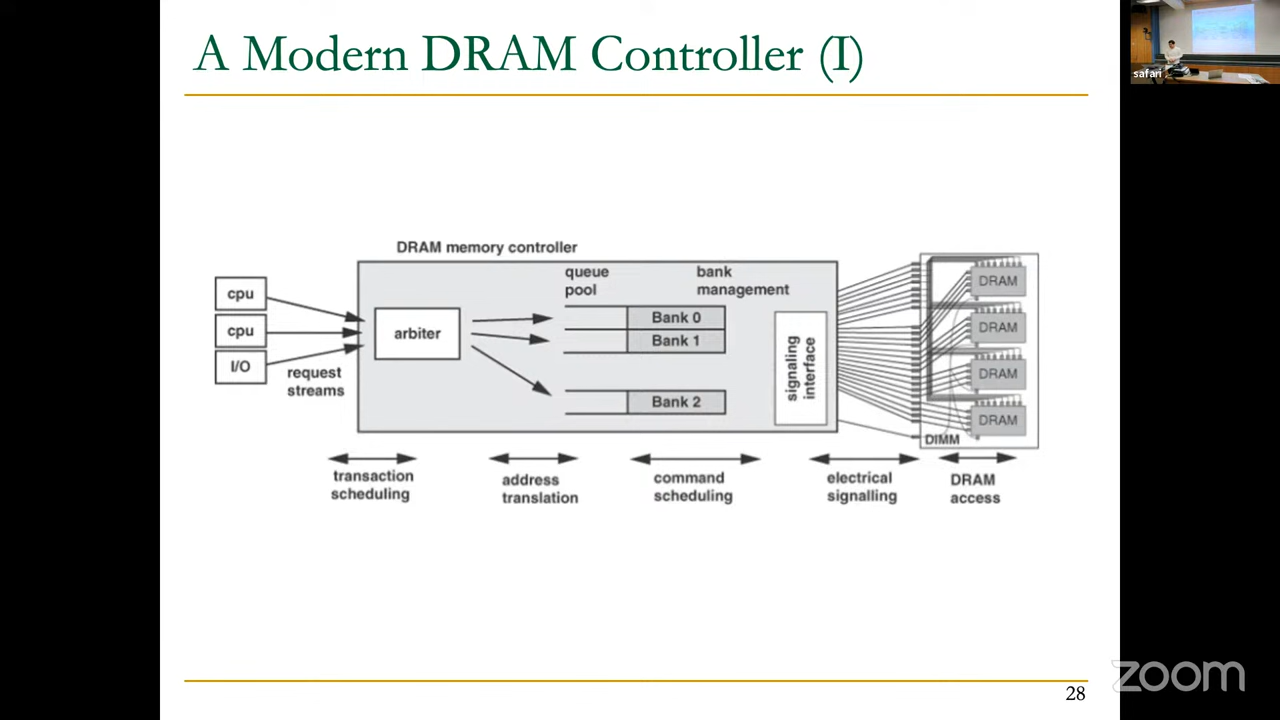 A Modern DRAM Controller (I)
safari
DRAM memory controller
cpu
cpu
I/O
request
streams
arbiter
queue
pool
bank
management
Bank 0
Bank 1
Bank 2
signaling
interface
DRAM
DRAM
DRAM
DRAM
DIMM
transaction
scheduling
address
translation
command
scheduling
electrical
signalling
DRAM
access
28
zoom